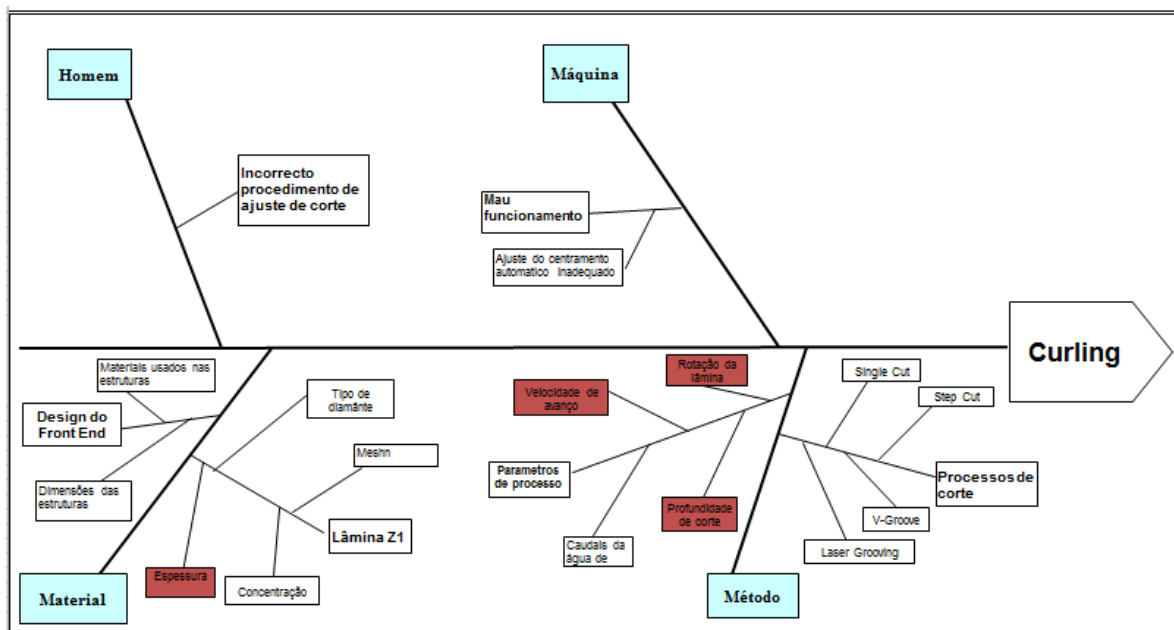 Homem
Máquina
Incorrecto
procedimento de
ajuste de corte
Mau
funcionamento
Ajuste do centramento
automatico inadequado
Curling
Materiais usados nas
estruturas
Design do
Front End
Dimensões das
estruturas
Tipo de
diamânte
Meshn
Lâmina Z1
Espessura
Concentração
Material
Rotação da
lâmina
Velocidade de
avanço
Parametros
de processo
Profundidade
de corte
Caudais da
água de
Single Cut
Step Cut
Processos de
corte
V-Groove
Laser Grooving
Método